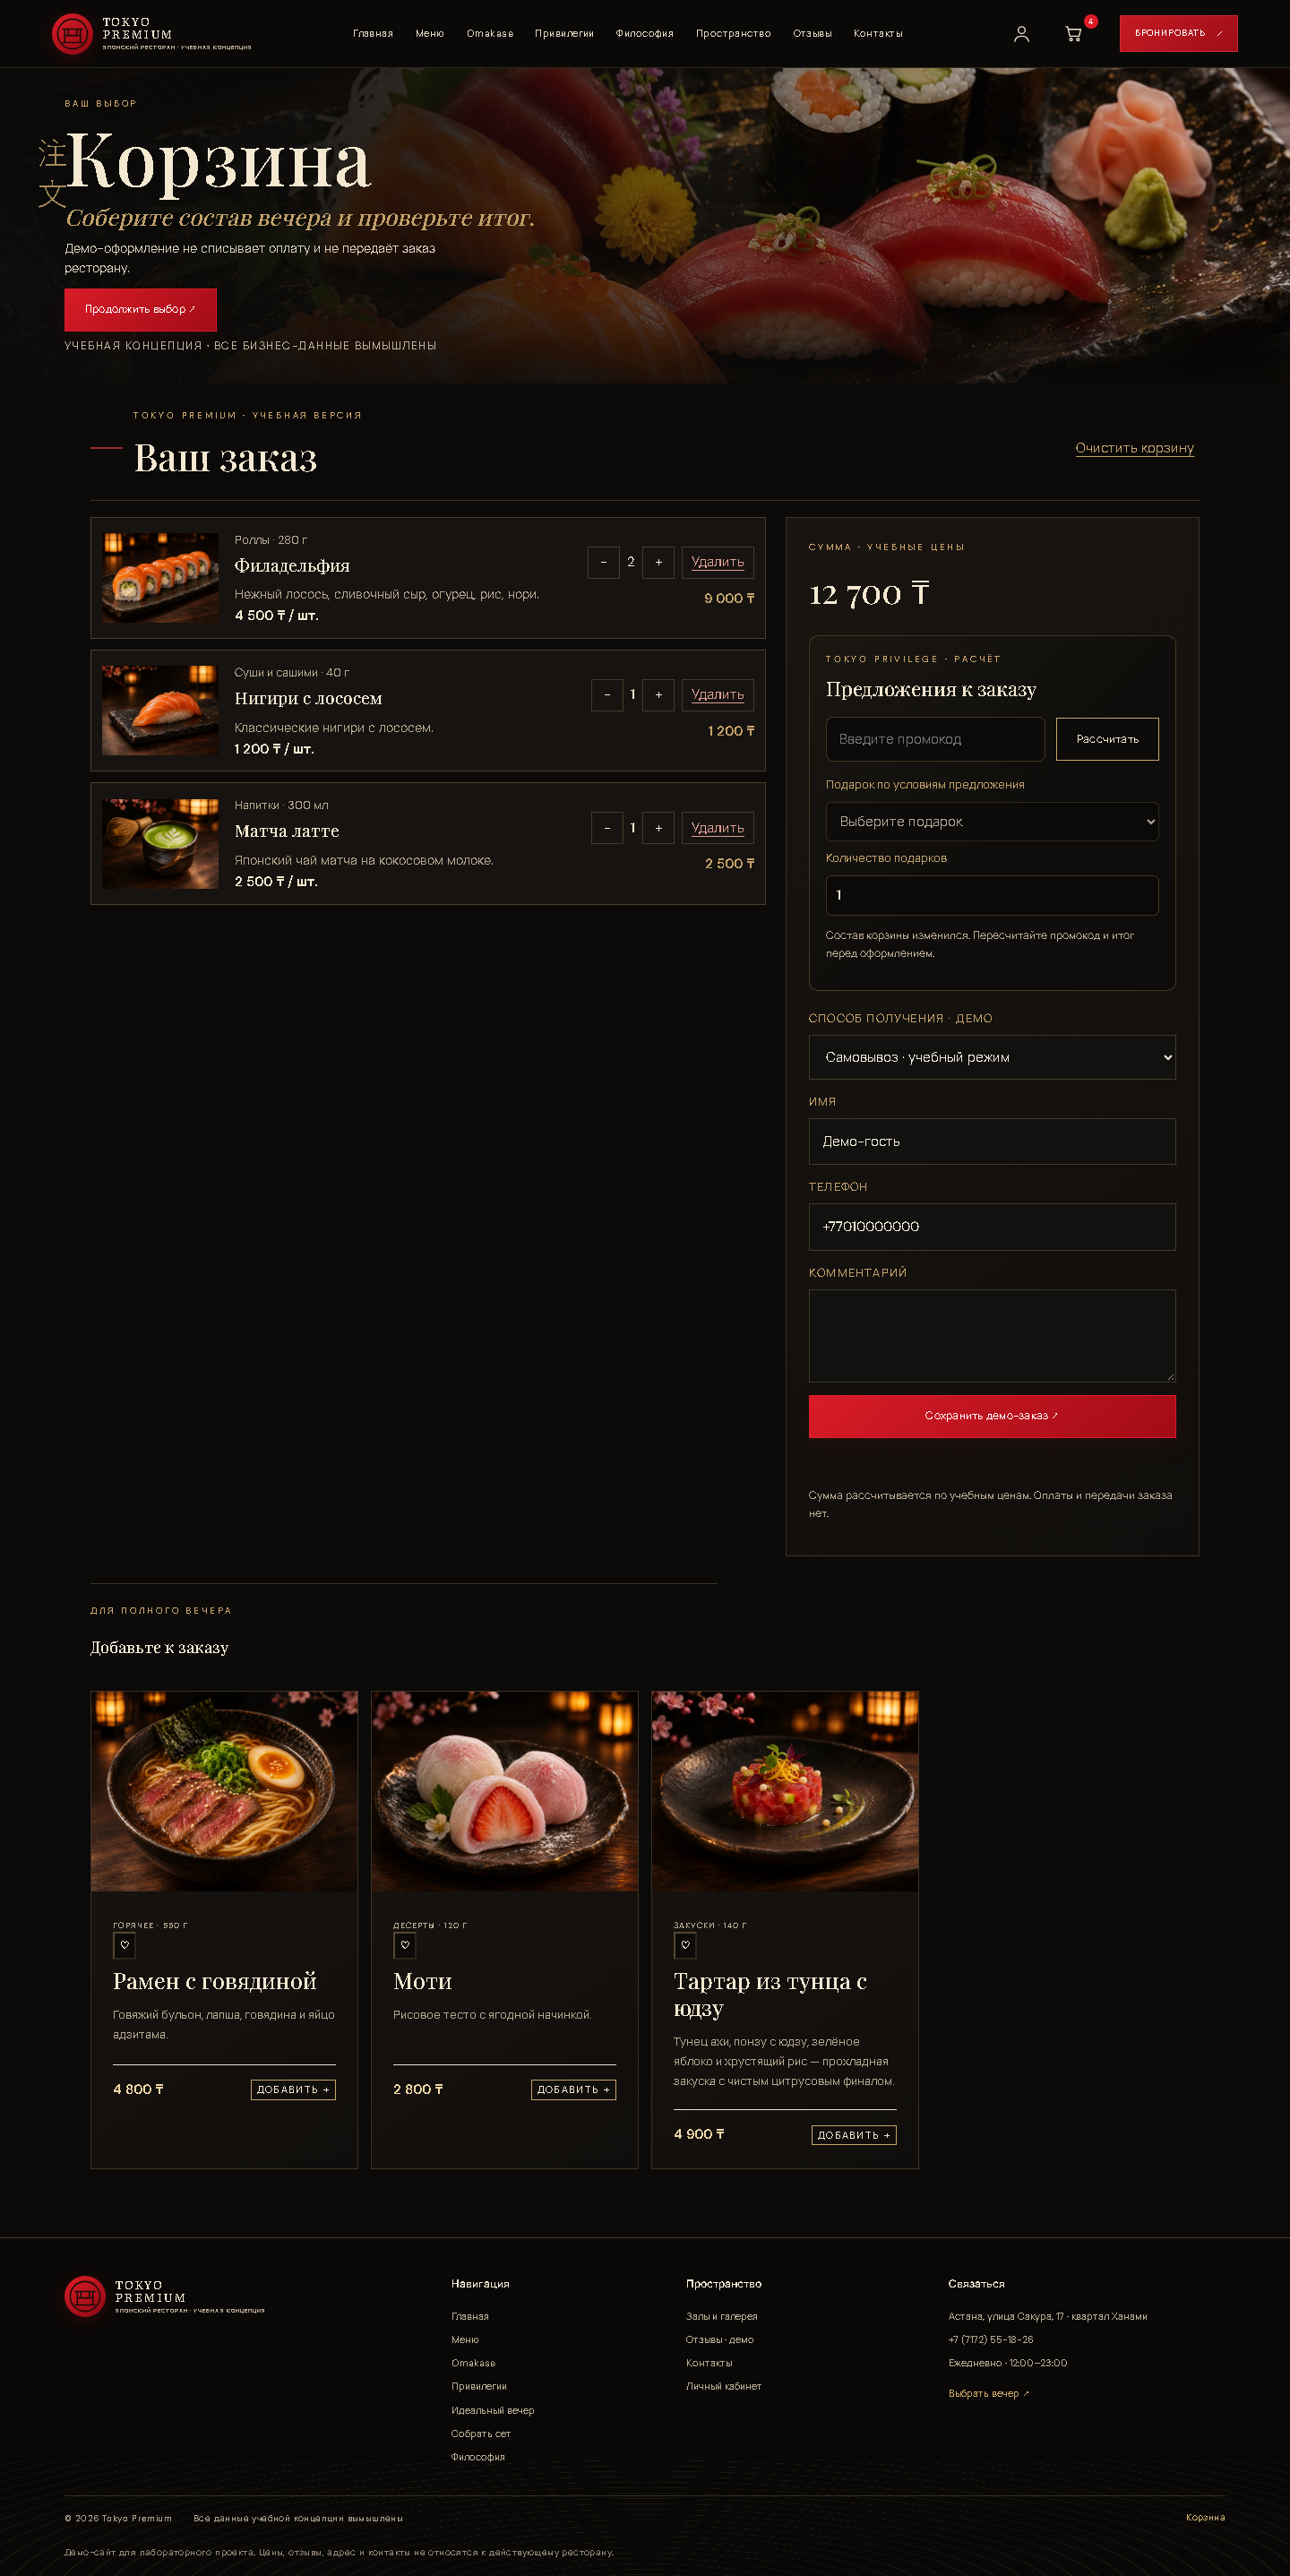 TOKYO
PREMIUM
ЯПОНСКИЙ РЕСТОРАН · УЧЕБНАЯ КОНЦЕПЦИЯ
Главная Меню Omakase Привилегии Философия Пространство Отзывы Контакты
4
БРОНИРОВАТЬ ↗
ВАШ ВЫБОР
注文
Корзина
Соберите состав вечера и проверьте итог.
Демо-оформление не списывает оплату и не передаёт заказ
ресторану.
Продолжить выбор ↗
УЧЕБНАЯ КОНЦЕПЦИЯ · ВСЕ БИЗНЕС-ДАННЫЕ ВЫМЫШЛЕНЫ
TOKYO PREMIUM · УЧЕБНАЯ ВЕРСИЯ
Ваш заказ
Очистить корзину
Роллы · 280 г
Филадельфия
Нежный лосось, сливочный сыр, огурец, рис, нори.
4 500 ₸ / шт.
− 2 + Удалить
9 000 ₸
Суши и сашими · 40 г
Нигири с лососем
Классические нигири с лососем.
1 200 ₸ / шт.
− 1 + Удалить
1 200 ₸
Напитки · 300 мл
Матча латте
Японский чай матча на кокосовом молоке.
2 500 ₸ / шт.
− 1 + Удалить
2 500 ₸
СУММА · УЧЕБНЫЕ ЦЕНЫ
12 700 ₸
TOKYO PRIVILEGE · РАСЧЁТ
Предложения к заказу
Введите промокод
Рассчитать
Подарок по условиям предложения
Выберите подарок
Количество подарков
1
Состав корзины изменился. Пересчитайте промокод и итог
перед оформлением.
СПОСОБ ПОЛУЧЕНИЯ · ДЕМО
Самовывоз · учебный режим
ИМЯ
Демо-гость
ТЕЛЕФОН
+77010000000
КОММЕНТАРИЙ
Сохранить демо-заказ ↗
Сумма рассчитывается по учебным ценам. Оплаты и передачи заказа
нет.
ДЛЯ ПОЛНОГО ВЕЧЕРА
Добавьте к заказу
ГОРЯЧЕЕ · 550 Г
Рамен с говядиной
Говяжий бульон, лапша, говядина и яйцо
адзитама.
4 800 ₸
ДОБАВИТЬ +
ДЕСЕРТЫ · 120 Г
Моти
Рисовое тесто с ягодной начинкой.
2 800 ₸
ДОБАВИТЬ +
ЗАКУСКИ · 140 Г
Тартар из тунца с
юдзу
Тунец ахи, понзу с юдзу, зелёное
яблоко и хрустящий рис — прохладная
закуска с чистым цитрусовым финалом.
4 900 ₸
ДОБАВИТЬ +
TOKYO
PREMIUM
ЯПОНСКИЙ РЕСТОРАН · УЧЕБНАЯ КОНЦЕПЦИЯ
Навигация
Главная
Меню
Omakase
Привилегии
Идеальный вечер
Собрать сет
Философия
Пространство
Залы и галерея
Отзывы · демо
Контакты
Личный кабинет
Связаться
Астана, улица Сакура, 17 · квартал Ханами
+7 (7172) 55-18-26
Ежедневно · 12:00–23:00
Выбрать вечер ↗
© 2026 Tokyo Premium Все данные учебной концепции вымышлены
Корзина
Демо-сайт для лабораторного проекта. Цены, отзывы, адрес и контакты не относятся к действующему ресторану.